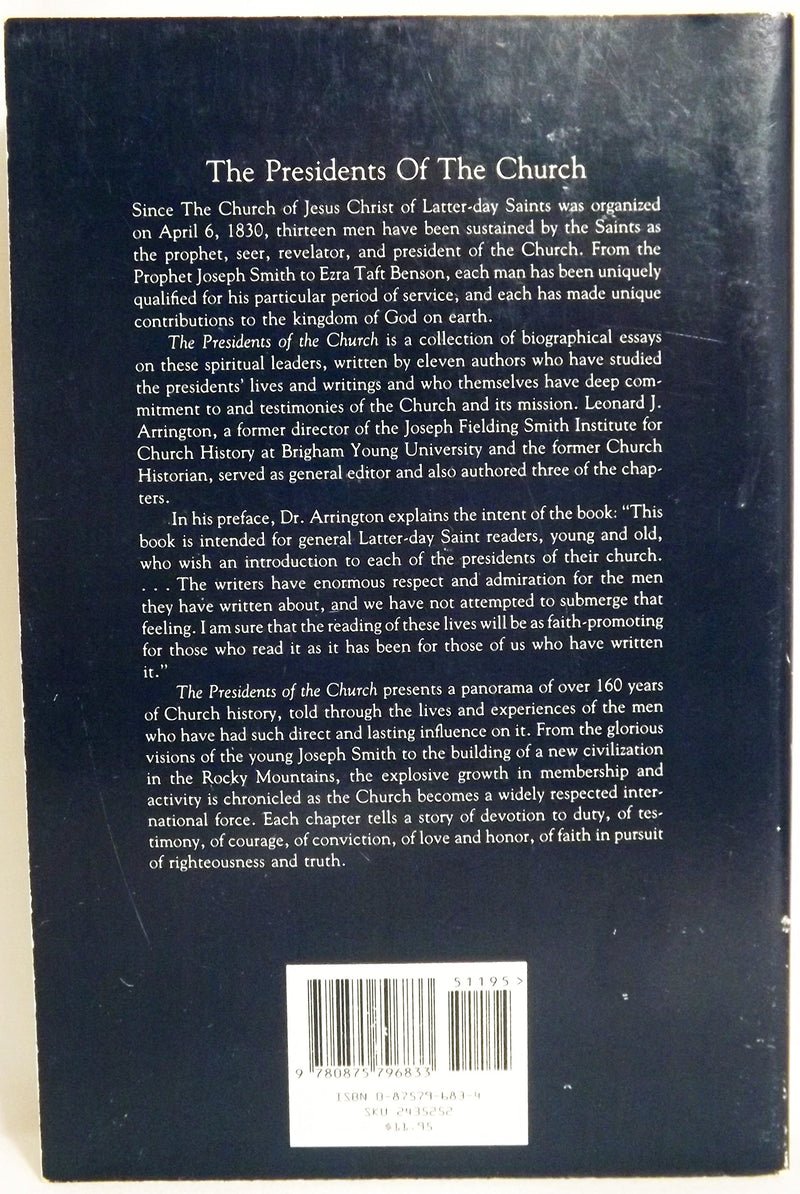 The Presidents Of The Church
Since The Church of Jesus Christ of Latter-day Saints was organized
on April 6, 1830, thirteen men have been sustained by the Saints as
the prophet, seer, revelator, and president of the Church. From the
Prophet Joseph Smith to Ezra Taft Benson, each man has been uniquely
qualified for his particular period of service, and each has made unique
contributions to the kingdom of God on earth.
The Presidents of the Church is a collection of biographical essays
on these spiritual leaders, written by eleven authors who have studied
the presidents' lives and writings and who themselves have deep com-
mitment to and testimonies of the Church and its mission. Leonard J.
Arrington, a former director of the Joseph Fielding Smith Institute for
Church History at Brigham Young University and the former Church
Historian, served as general editor and also authored three of the chap-
ters.
In his preface, Dr. Arrington explains the intent of the book: "This
book is intended for general Latter-day Saint readers, young and old,
who wish an introduction to each of the presidents of their church.
. . . The writers have enormous respect and admiration for the men
they have written about, and we have not attempted to submerge that
feeling. I am sure that the reading of these lives will be as faith-promoting
for those who read it as it has been for those of us who have written
it."
The Presidents of the Church presents a panorama of over 160 years
of Church history, told through the lives and experiences of the men
who have had such direct and lasting influence on it. From the glorious
visions of the young Joseph Smith to the building of a new civilization
in the Rocky Mountains, the explosive growth in membership and
activity is chronicled as the Church becomes a widely respected inter-
national force. Each chapter tells a story of devotion to duty, of tes-
timony, of courage, of conviction, of love and honor, of faith in pursuit
of righteousness and truth.
51195>
9 780875 796833
ISBN 0-87579-683-4
SKU 2435252
$11.95